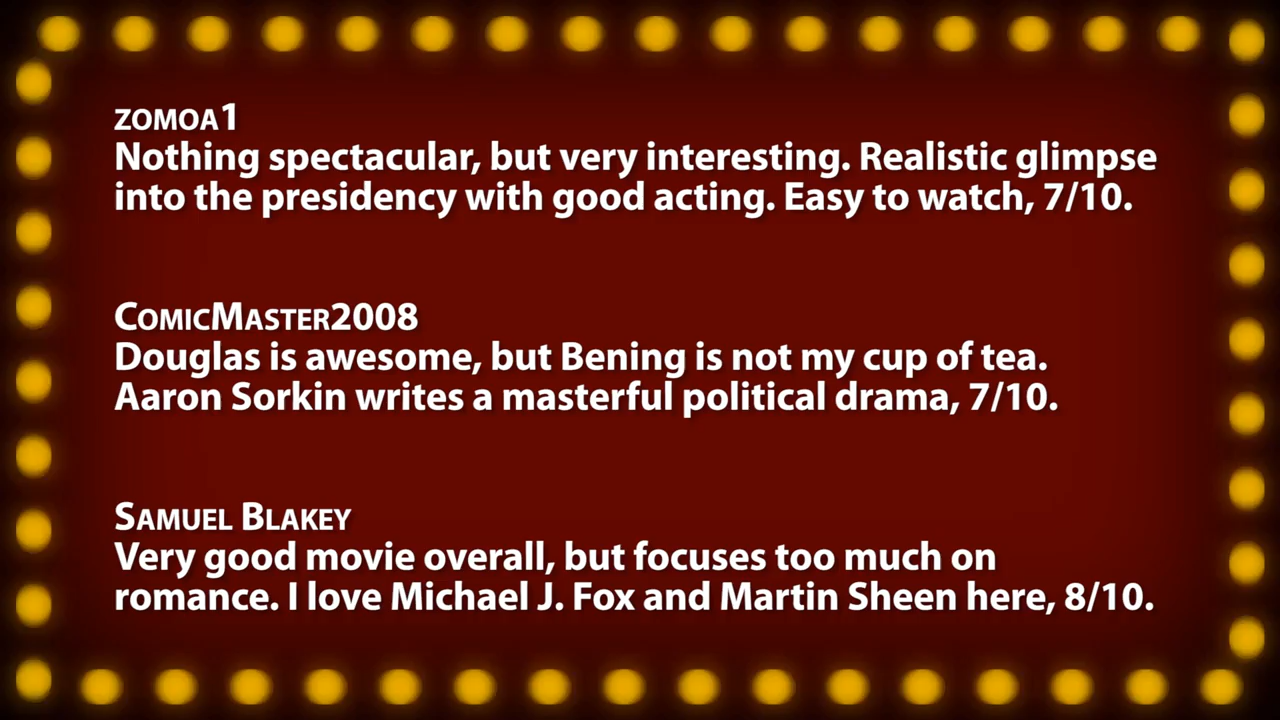 ZOMOA1
Nothing spectacular, but very interesting. Realistic glimpse
into the presidency with good acting. Easy to watch, 7/10.
COMICMASTER2008
Douglas is awesome, but Bening is not my cup of tea.
Aaron Sorkin writes a masterful political drama, 7/10.
SAMUEL BLAKEY
Very good movie overall, but focuses too much on
romance. I love Michael J. Fox and Martin Sheen here, 8/10.